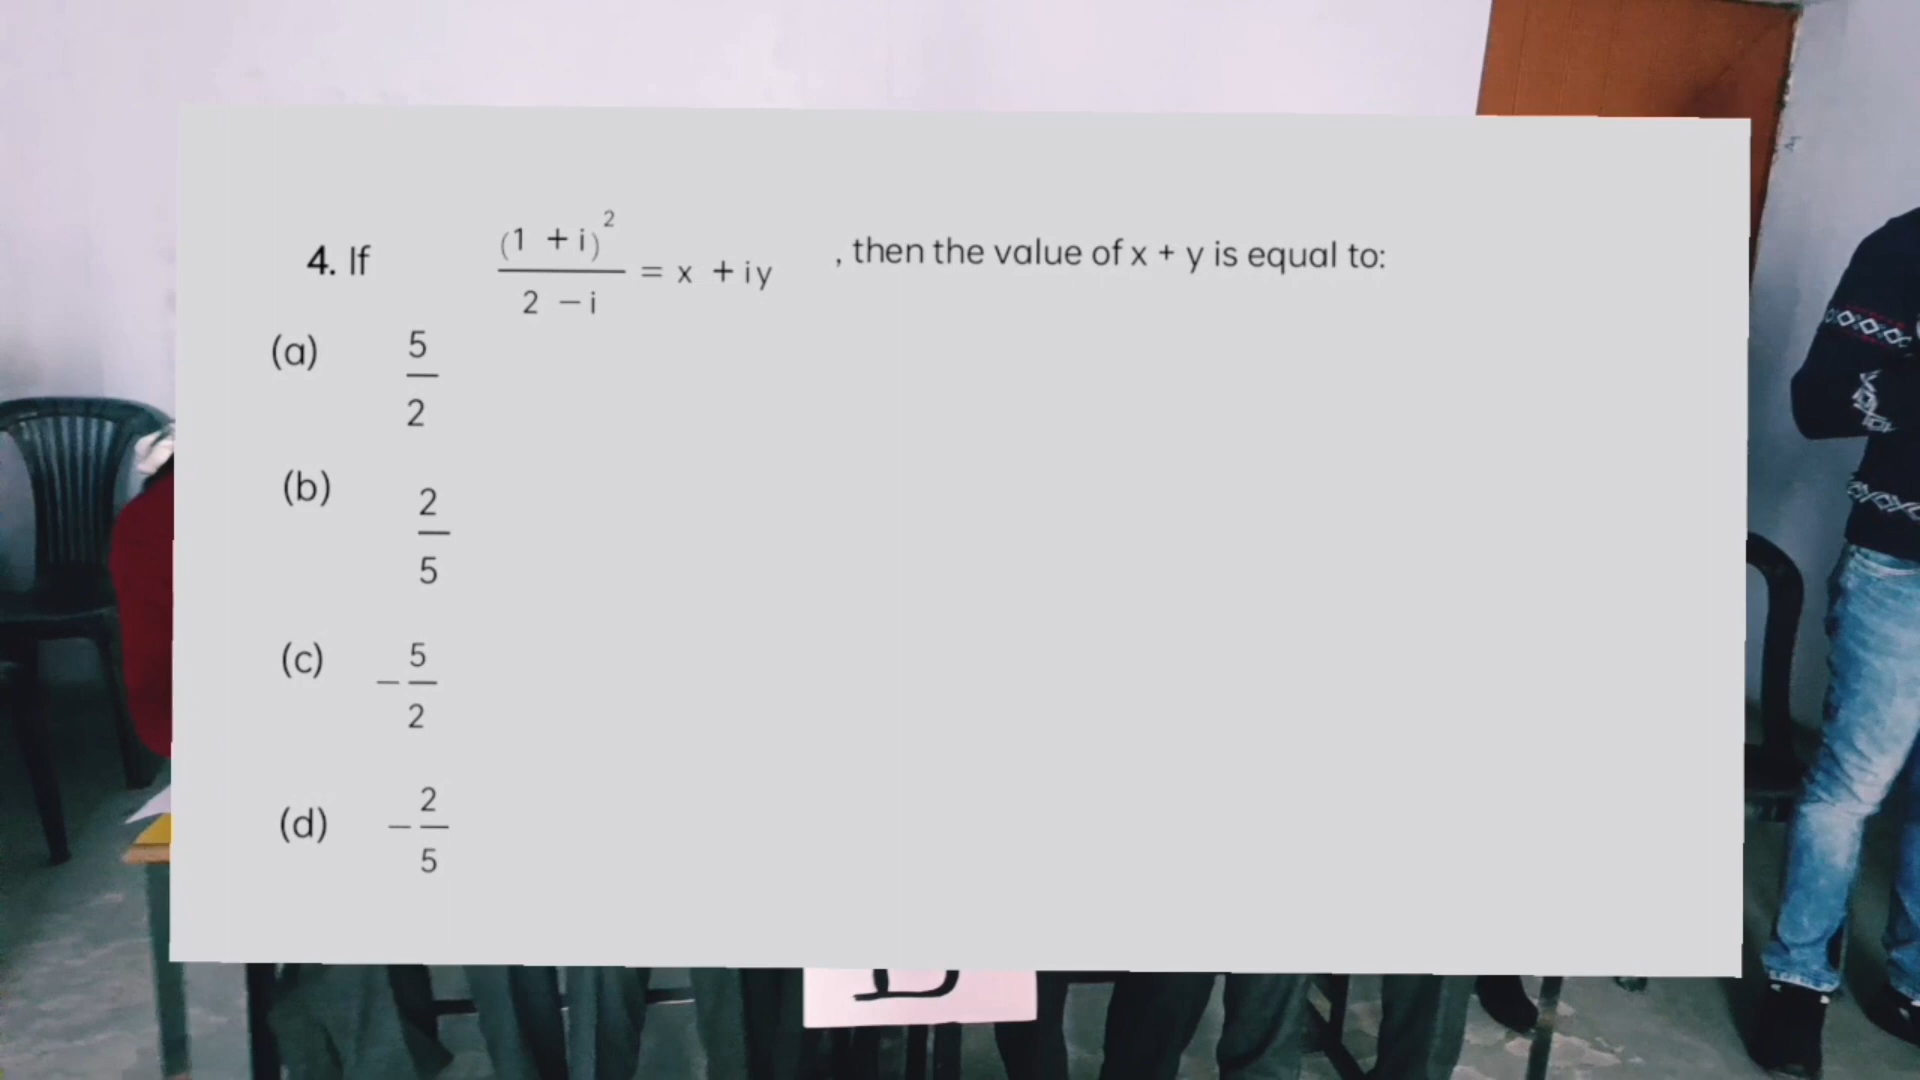 4. If (1 + i)² / (2 - i) = x + iy , then the value of x + y is equal to:
(a) 5/2
(b) 2/5
(c) -5/2
(d) -2/5